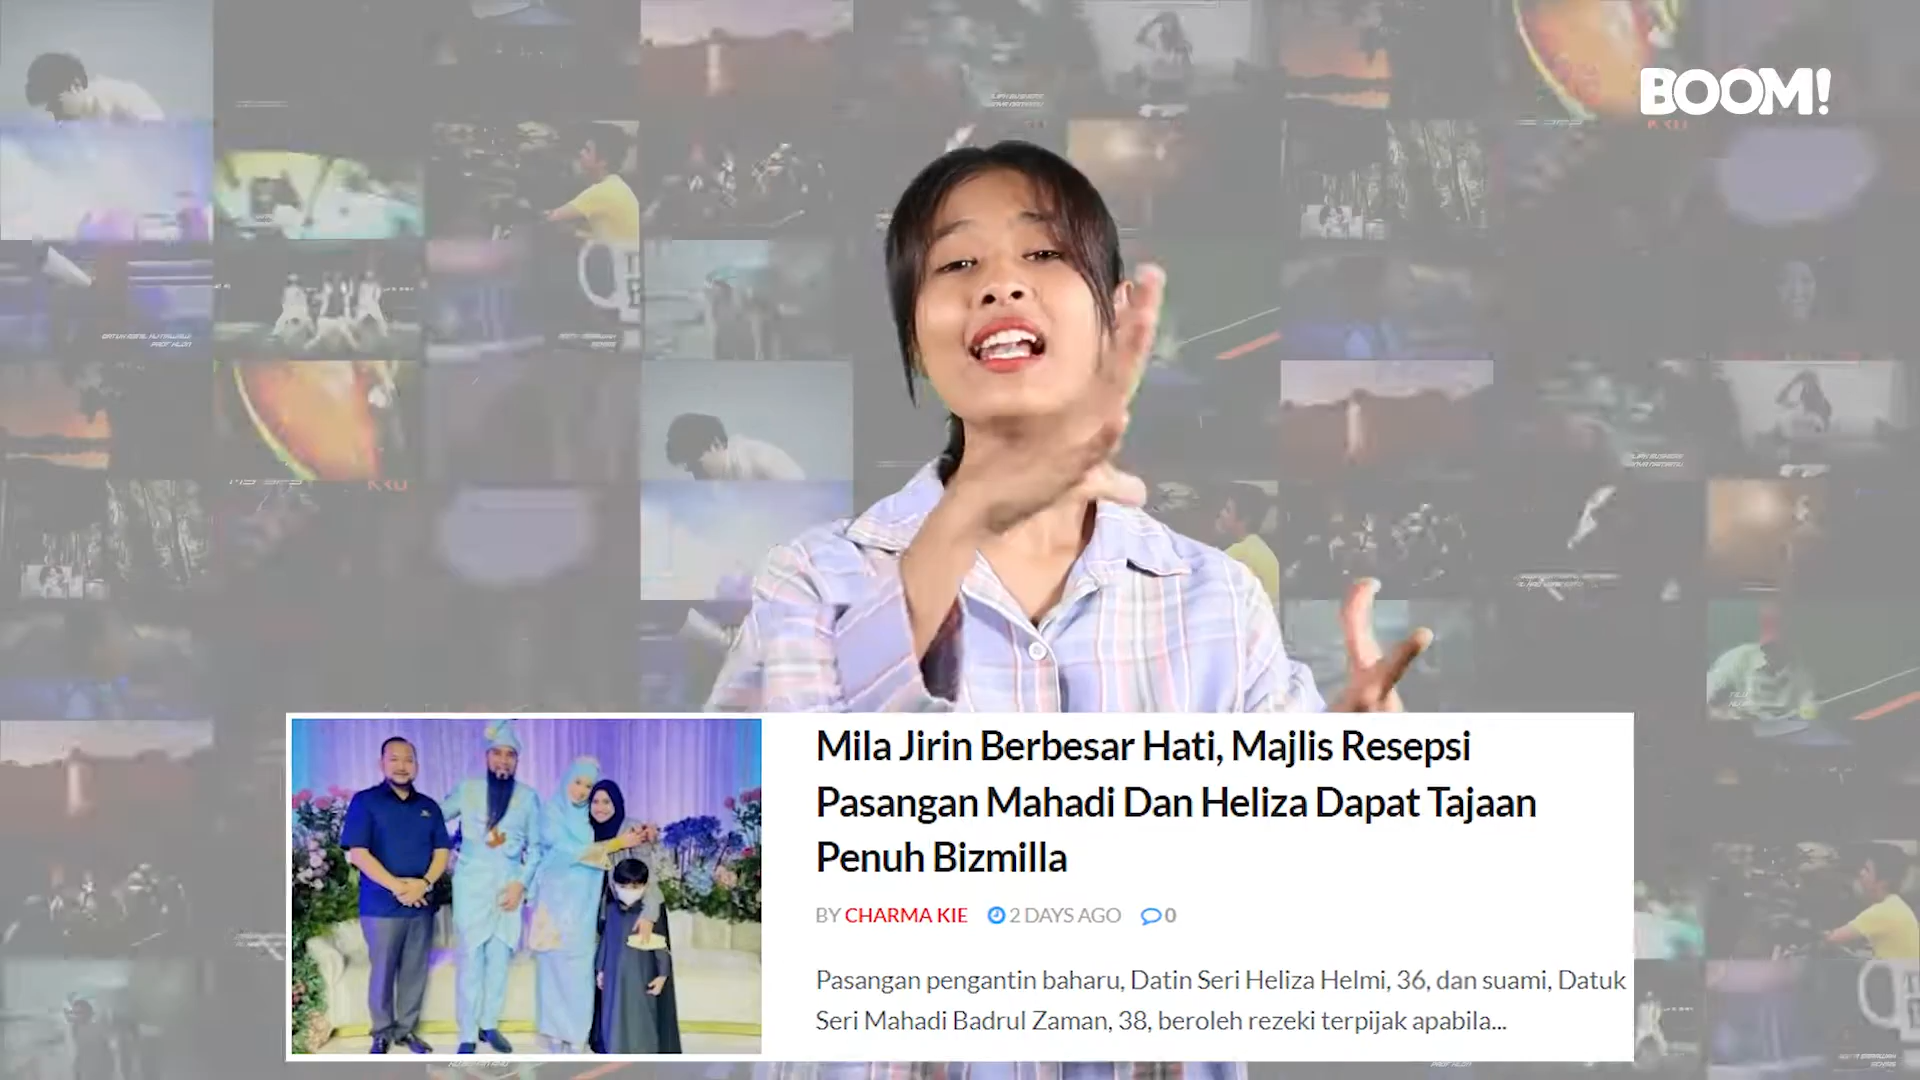 BOOM!
Mila Jirin Berbesar Hati, Majlis Resepsi
Pasangan Mahadi Dan Heliza Dapat Tajaan
Penuh Bizmilla
BY CHARMA KIE 2 DAYS AGO 0
Pasangan pengantin baharu, Datin Seri Heliza Helmi, 36, dan suami, Datuk
Seri Mahadi Badrul Zaman, 38, beroleh rezeki terpijak apabila...